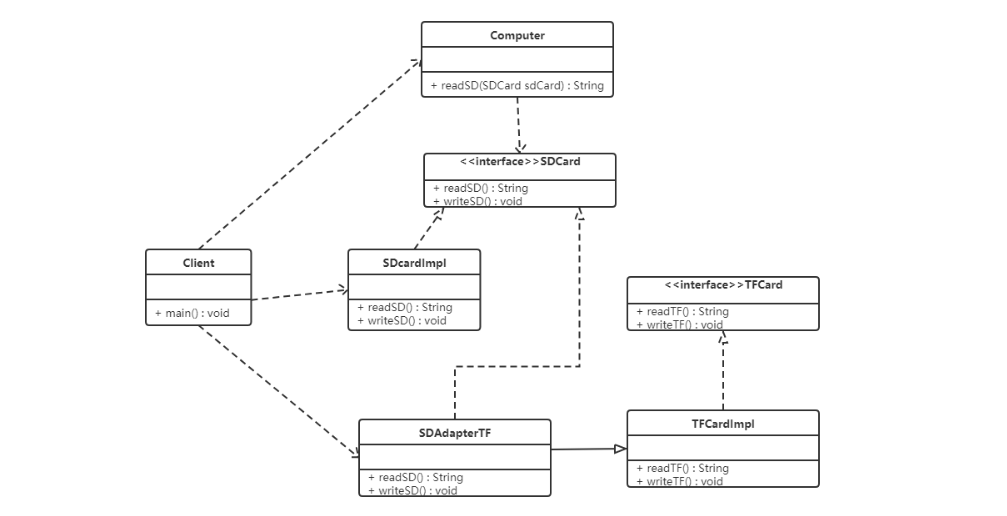 Computer
+ readSD(SDCard sdCard) : String
<<interface>>SDCard
+ readSD() : String
+ writeSD() : void
Client
+ main() : void
SDcardImpl
+ readSD() : String
+ writeSD() : void
<<interface>>TFCard
+ readTF() : String
+ writeTF() : void
SDAdapterTF
+ readSD() : String
+ writeSD() : void
TFCardImpl
+ readTF() : String
+ writeTF() : void